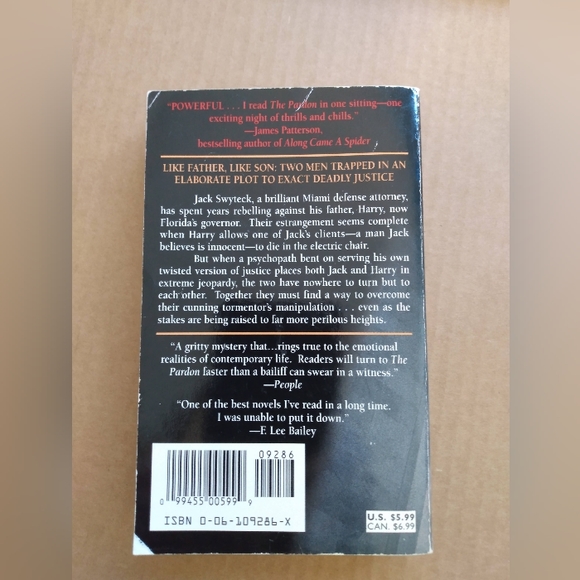 “POWERFUL . . . I read The Pardon in one sitting—one
exciting night of thrills and chills.”
—James Patterson,
bestselling author of Along Came A Spider
LIKE FATHER, LIKE SON: TWO MEN TRAPPED IN AN
ELABORATE PLOT TO EXACT DEADLY JUSTICE
Jack Swyteck, a brilliant Miami defense attorney,
has spent years rebelling against his father, Harry, now
Florida's governor. Their estrangement seems complete
when Harry allows one of Jack's clients—a man Jack
believes is innocent—to die in the electric chair.
But when a psychopath bent on serving his own
twisted version of justice places both Jack and Harry in
extreme jeopardy, the two have nowhere to turn but to
each other. Together they must find a way to overcome
their cunning tormentor's manipulation . . . even as the
stakes are being raised to far more perilous heights.
“A gritty mystery that...rings true to the emotional
realities of contemporary life. Readers will turn to The
Pardon faster than a bailiff can swear in a witness.”
—People
“One of the best novels I've read in a long time.
I was unable to put it down.”
—F. Lee Bailey
09286
0 99455 00599 9
ISBN 0-06-109286-X
U.S. $5.99
CAN. $6.99